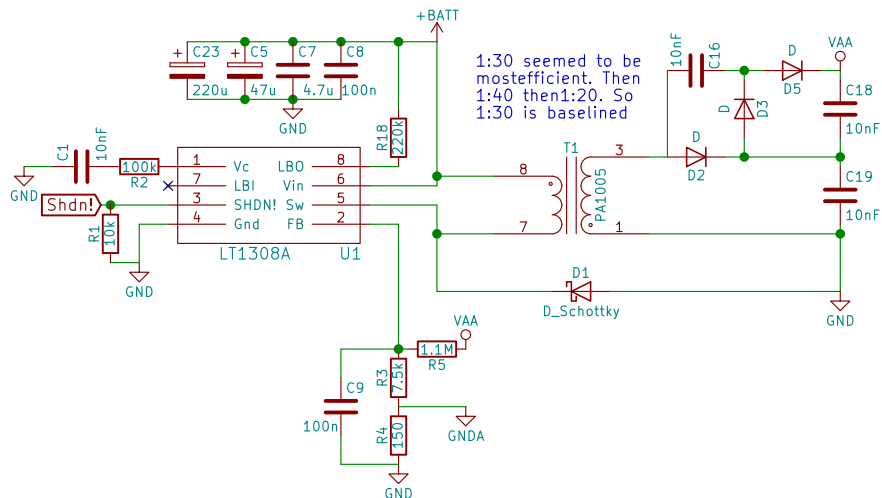 +BATT
C23
C5
C7
C8
220u
47u
4.7u
100n
GND
1:30 seemed to be
mostefficient. Then
1:40 then1:20. So
1:30 is baselined
10nF
C16
D
D5
VAA
D
D3
C18
10nF
D
D2
C19
10nF
R18
220k
C1
10nF
100k
R2
GND
1
7
3
4
Vc
LBI
SHDN!
Gnd
LBO
Vin
Sw
FB
8
6
5
2
LT1308A
U1
Shdn!
R1
10k
GND
T1
8
7
3
1
PA1005
D1
D_Schottky
GND
VAA
1.1M
R5
R3
7.5k
C9
100n
R4
150
GNDA
GND